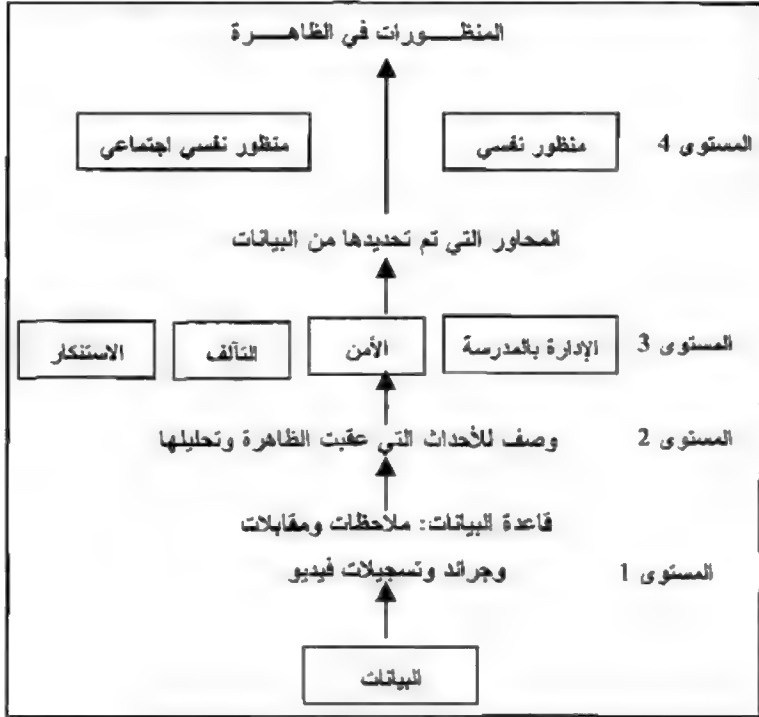 المنظـــــورات في الظاهـــــرة
المستوى 4 منظور نفسي منظور نفسي اجتماعي
المحاور التي تم تحديدها من البيانات
المستوى 3 الإدارة بالمدرسة الأمن التآلف الاستنكار
المستوى 2 وصف للأحداث التي عقبت الظاهرة وتحليلها
قاعدة البيانات: ملاحظات ومقابلات
المستوى 1 وجرائد وتسجيلات فيديو
البيانات